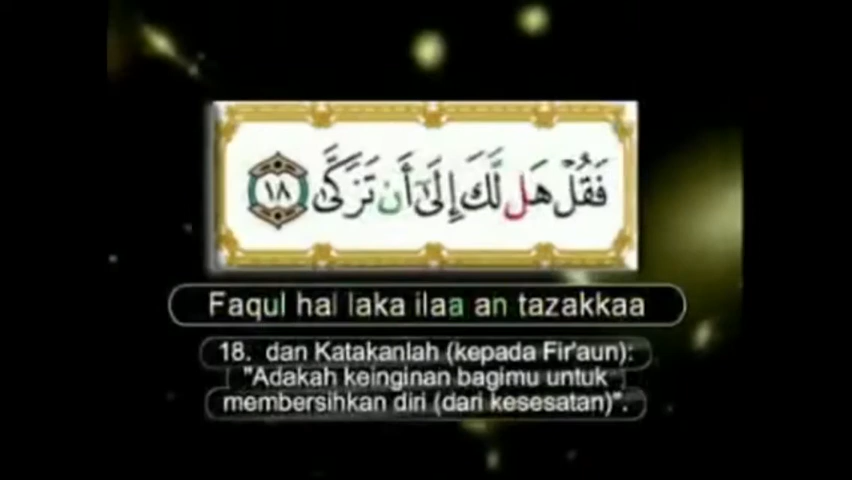 فَقُلْ هَل لَّكَ إِلَىٰٓ أَن تَزَكَّىٰ ١٨
Faqul hal laka ilaa an tazakkaa
18. dan Katakanlah (kepada Fir'aun):
"Adakah keinginan bagimu untuk
membersihkan diri (dari kesesatan)".